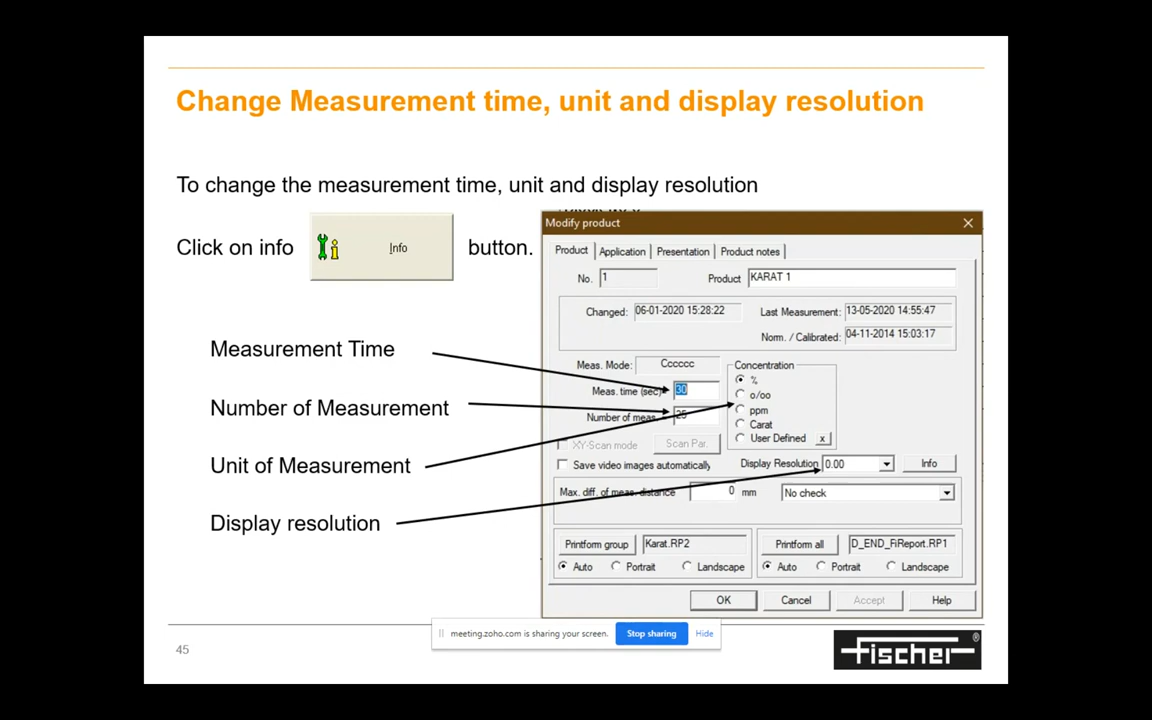 Change Measurement time, unit and display resolution
To change the measurement time, unit and display resolution
Click on info
Info
button.
Measurement Time
Number of Measurement
Unit of Measurement
Display resolution
Modify product
Product
Application
Presentation
Product notes
No. 1
Product KARAT 1
Changed: 06-01-2020 15:28:22
Last Measurement: 13-05-2020 14:55:47
Norm. / Calibrated: 04-11-2014 15:03:17
Meas. Mode: Cccccc
Meas. time (sec) 30
Number of meas. 25
Concentration
%
o/oo
ppm
Carat
User Defined x
XY-Scan mode
Scan Par.
Save video images automatically
Display Resolution 0.00
Info
Max. diff. of meas. distance 0 mm
No check
Printform group Karat.RP2
Auto Portrait Landscape
Printform all D_END_FiReport.RP1
Auto Portrait Landscape
OK Cancel Accept Help
meeting.zoho.com is sharing your screen. Stop sharing Hide
45
fischer®